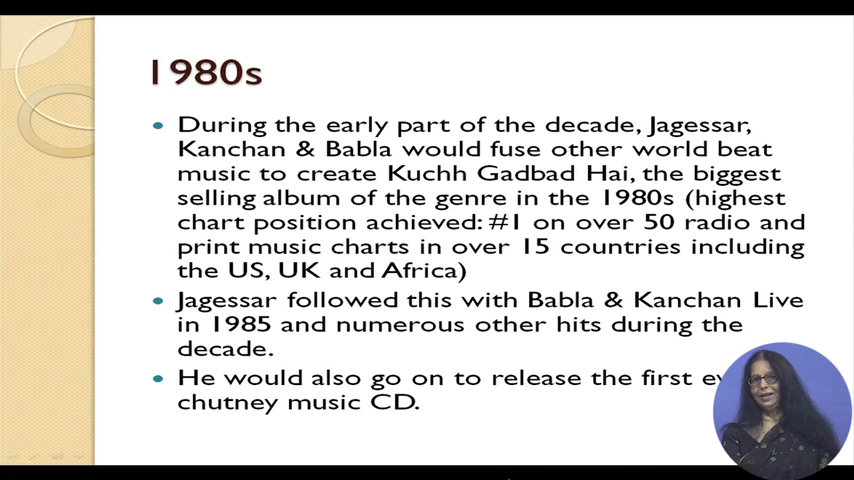 1980s
During the early part of the decade, Jagessar,
Kanchan & Babla would fuse other world beat
music to create Kuchh Gadbad Hai, the biggest
selling album of the genre in the 1980s (highest
chart position achieved: #1 on over 50 radio and
print music charts in over 15 countries including
the US, UK and Africa)
Jagessar followed this with Babla & Kanchan Live
in 1985 and numerous other hits during the
decade.
He would also go on to release the first
chutney music CD.